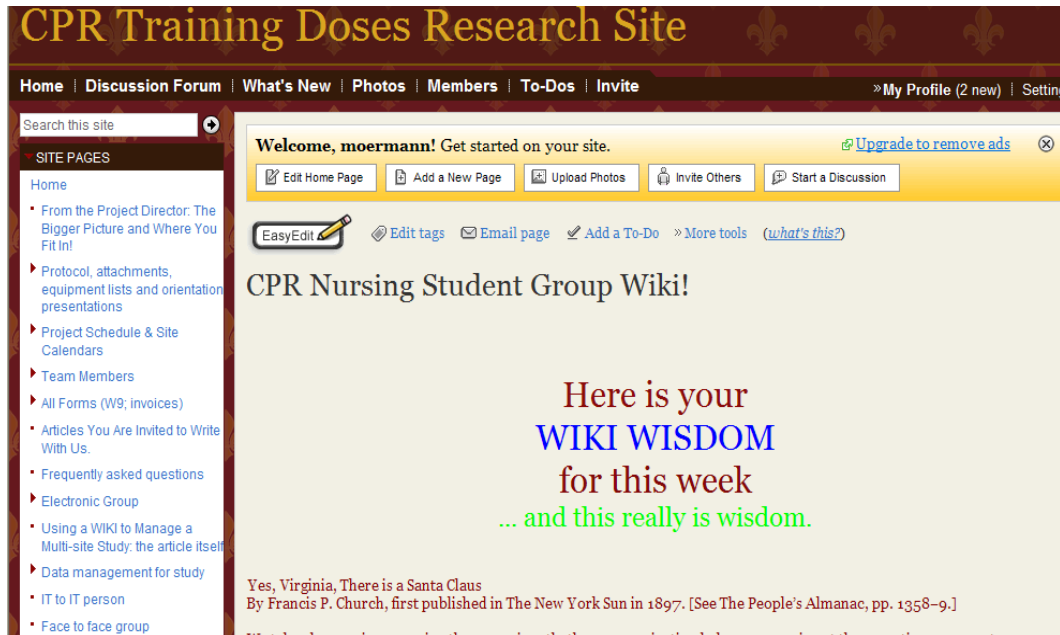 CPR Training Doses Research Site
Home | Discussion Forum | What's New | Photos | Members | To-Dos | Invite
»My Profile (2 new) | Setting
Search this site
SITE PAGES
Home
From the Project Director: The
Bigger Picture and Where You
Fit In!
Protocol, attachments,
equipment lists and orientation
presentations
Project Schedule & Site
Calendars
Team Members
All Forms (W9; invoices)
Articles You Are Invited to Write
With Us.
Frequently asked questions
Electronic Group
Using a WIKI to Manage a
Multi-site Study: the article itself
Data management for study
IT to IT person
Face to face group
Welcome, moermann! Get started on your site.
Upgrade to remove ads
Edit Home Page
Add a New Page
Upload Photos
Invite Others
Start a Discussion
EasyEdit
Edit tags
Email page
Add a To-Do
»More tools
(what's this?)
CPR Nursing Student Group Wiki!
Here is your
WIKI WISDOM
for this week
... and this really is wisdom.
Yes, Virginia, There is a Santa Claus
By Francis P. Church, first published in The New York Sun in 1897. [See The People's Almanac, pp. 1358–9.]